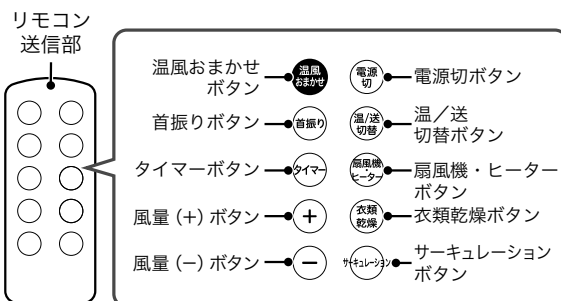 リモコン
送信部
温風おまかせ
ボタン
温風
おまかせ
電源
切
電源切ボタン
首振りボタン
首振り
温/送
切替
温／送
切替ボタン
タイマーボタン
タイマー
扇風機
・
ヒーター
扇風機・ヒーター
ボタン
風量（+）ボタン
+
衣類
乾燥
衣類乾燥ボタン
風量（−）ボタン
−
サーキュレーション
サーキュレーション
ボタン